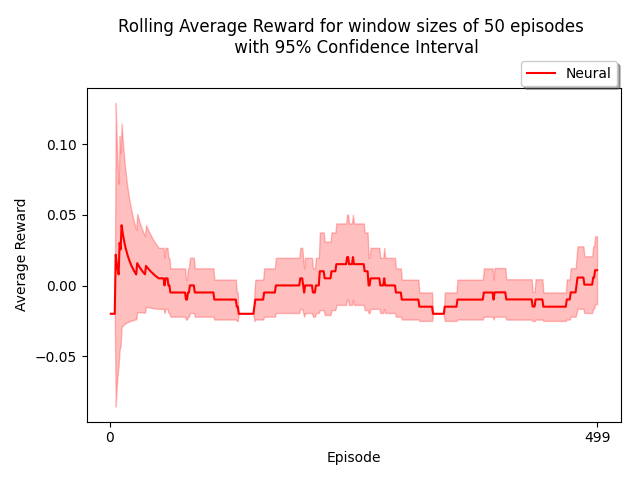 Rolling Average Reward for window sizes of 50 episodes
with 95% Confidence Interval
Neural
0.10
0.05
0.00
−0.05
Average Reward
0
499
Episode